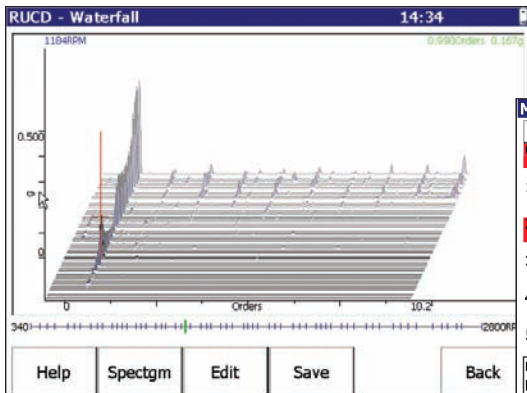 RUCD - Waterfall 14:34
1184RPM 0.990Orders 0.167g
0.500
g
0
0 Orders 10.2
340 2800RP
Help Spectgm Edit Save Back